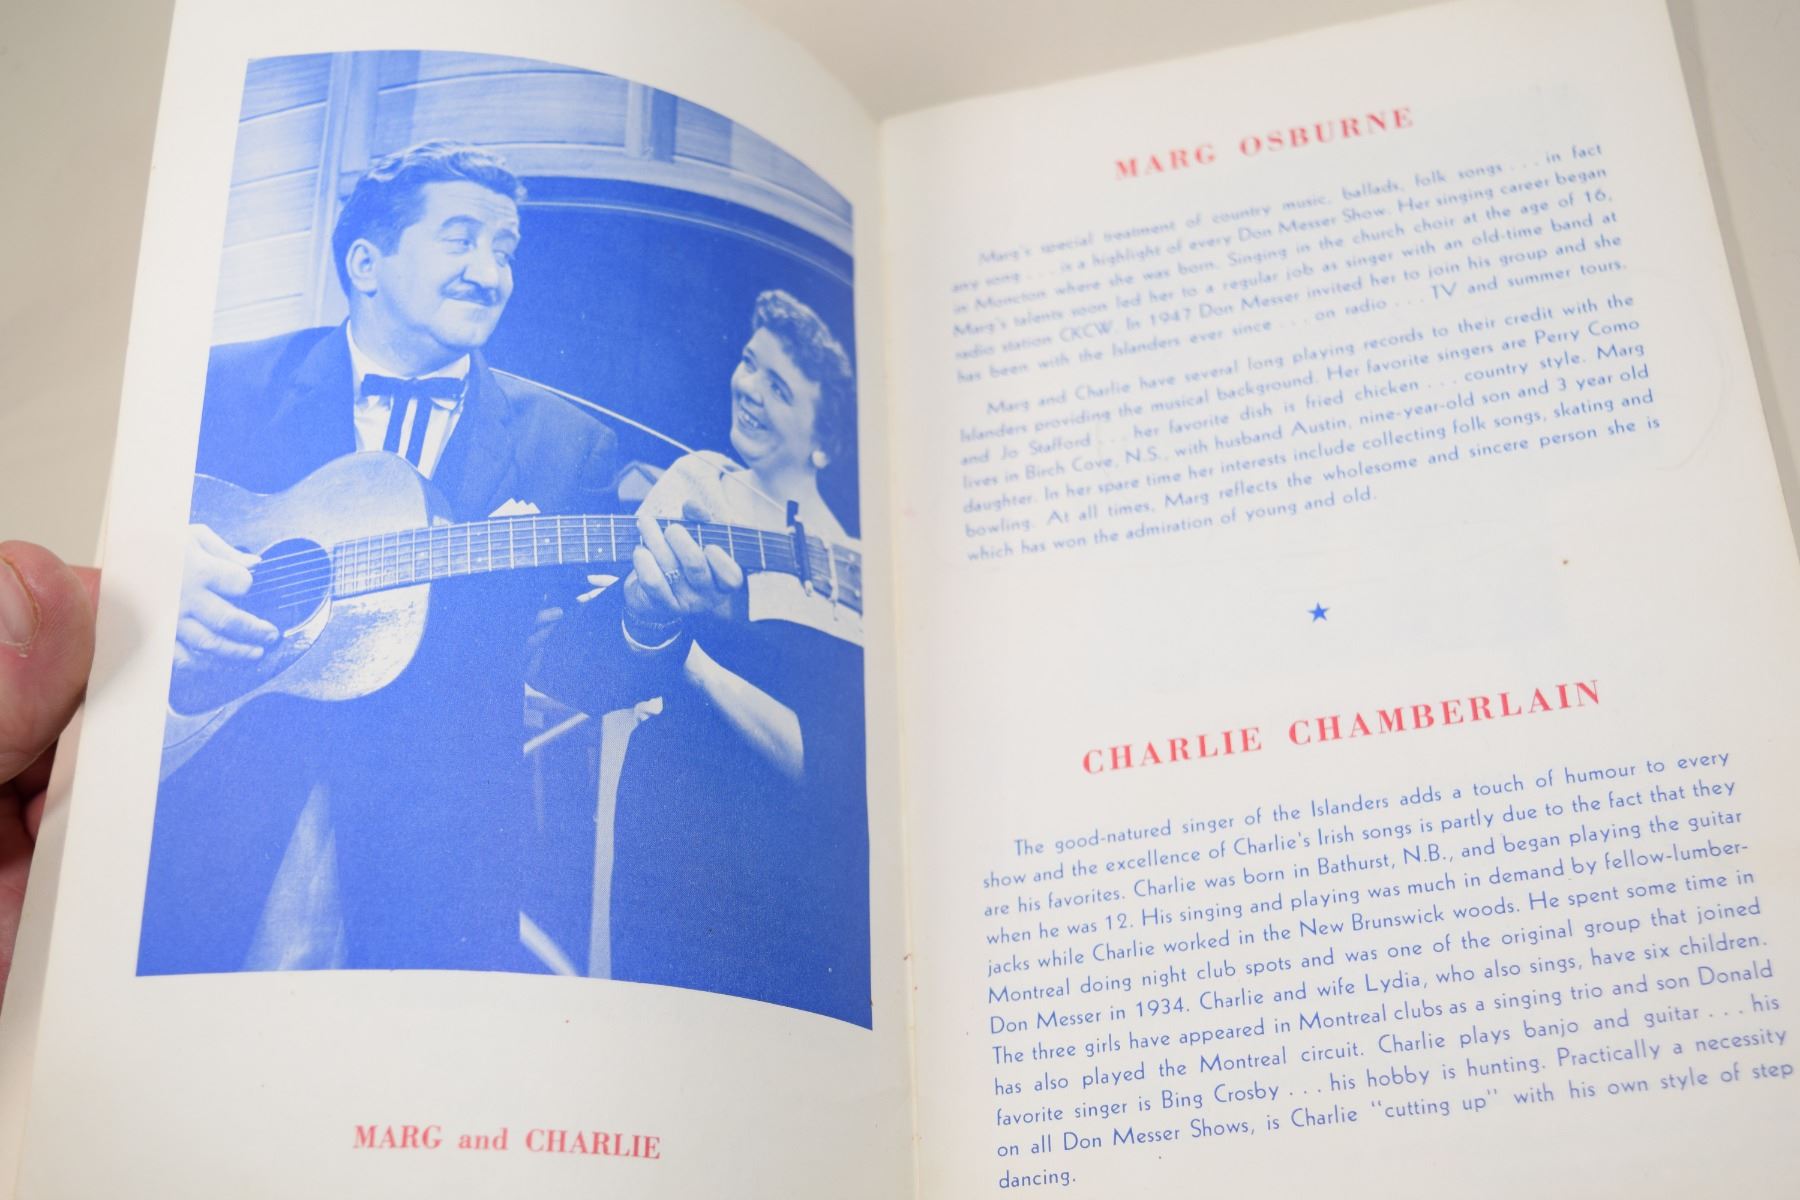 MARG and CHARLIE
MARG OSBURNE
Marg's special treatment of country music, ballads, folk songs . . . in fact
any song . . . is a highlight of every Don Messer Show. Her singing career began
in Moncton where she was born. Singing in the church choir at the age of 16,
Marg's talents soon led her to a regular job as singer with an old-time band at
radio station CKCW. In 1947 Don Messer invited her to join his group and she
has been with the Islanders ever since . . . on radio . . . TV and summer tours.
Marg and Charlie have several long playing records to their credit with the
Islanders providing the musical background. Her favorite singers are Perry Como
and Jo Stafford . . . her favorite dish is fried chicken . . . country style. Marg
lives in Birch Cove, N.S., with husband Austin, nine-year-old son and 3 year old
daughter. In her spare time her interests include collecting folk songs, skating and
bowling. At all times, Marg reflects the wholesome and sincere person she is
which has won the admiration of young and old.
★
CHARLIE CHAMBERLAIN
The good-natured singer of the Islanders adds a touch of humour to every
show and the excellence of Charlie's Irish songs is partly due to the fact that they
are his favorites. Charlie was born in Bathurst, N.B., and began playing the guitar
when he was 12. His singing and playing was much in demand by fellow-lumber-
jacks while Charlie worked in the New Brunswick woods. He spent some time in
Montreal doing night club spots and was one of the original group that joined
Don Messer in 1934. Charlie and wife Lydia, who also sings, have six children.
The three girls have appeared in Montreal clubs as a singing trio and son Donald
has also played the Montreal circuit. Charlie plays banjo and guitar . . . his
favorite singer is Bing Crosby . . . his hobby is hunting. Practically a necessity
on all Don Messer Shows, is Charlie "cutting up" with his own style of step
dancing.